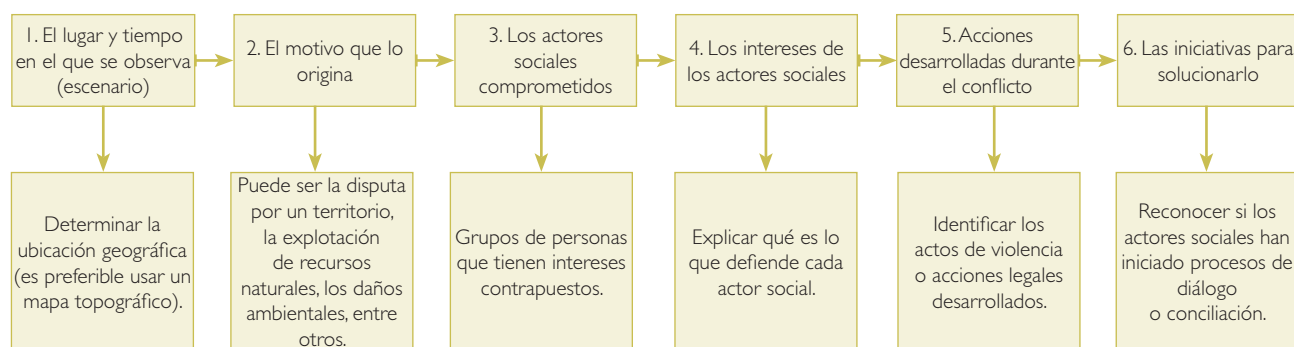 1. El lugar y tiempo
en el que se observa
(escenario)
2. El motivo que lo
origina
3. Los actores
sociales
comprometidos
4. Los intereses de
los actores sociales
5. Acciones
desarrolladas durante
el conflicto
6. Las iniciativas para
solucionarlo
Determinar la
ubicación geográfica
(es preferible usar un
mapa topográfico).
Puede ser la disputa
por un territorio,
la explotación
de recursos
naturales, los daños
ambientales, entre
otros.
Grupos de personas
que tienen intereses
contrapuestos.
Explicar qué es lo
que defiende cada
actor social.
Identificar los
actos de violencia
o acciones legales
desarrollados.
Reconocer si los
actores sociales han
iniciado procesos de
diálogo
o conciliación.